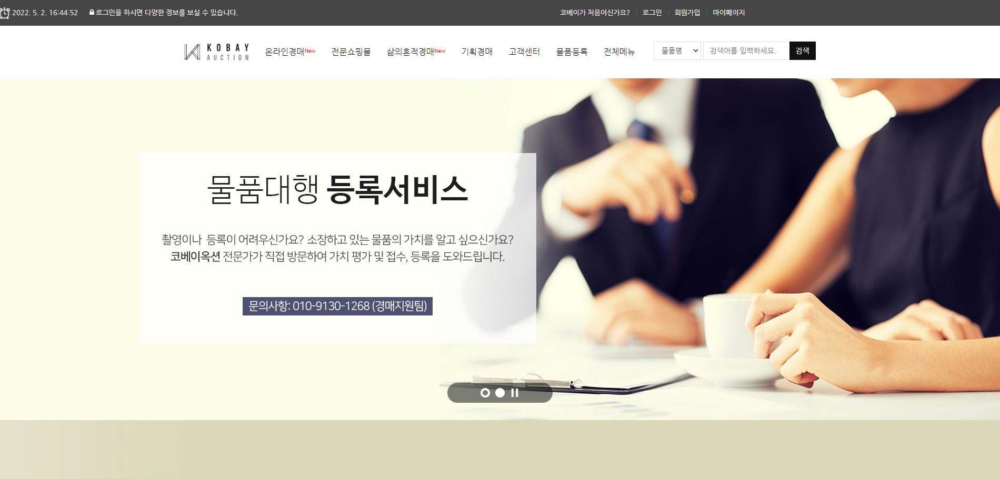 2022. 5. 2. 16:44:52 로그인을 하시면 다양한 정보를 보실 수 있습니다. 코베이가 처음이신가요? 로그인 회원가입 마이페이지
KOBAY
AUCTION
온라인경매New 전문쇼핑몰 삶의흔적경매New 기획경매 고객센터 물품등록 전체메뉴 물품명 검색어를 입력하세요. 검색
물품대행 등록서비스
촬영이나 등록이 어려우신가요? 소장하고 있는 물품의 가치를 알고 싶으신가요?
코베이옥션 전문가가 직접 방문하여 가치 평가 및 접수, 등록을 도와드립니다.
문의사항: 010-9130-1268 (경매지원팀)